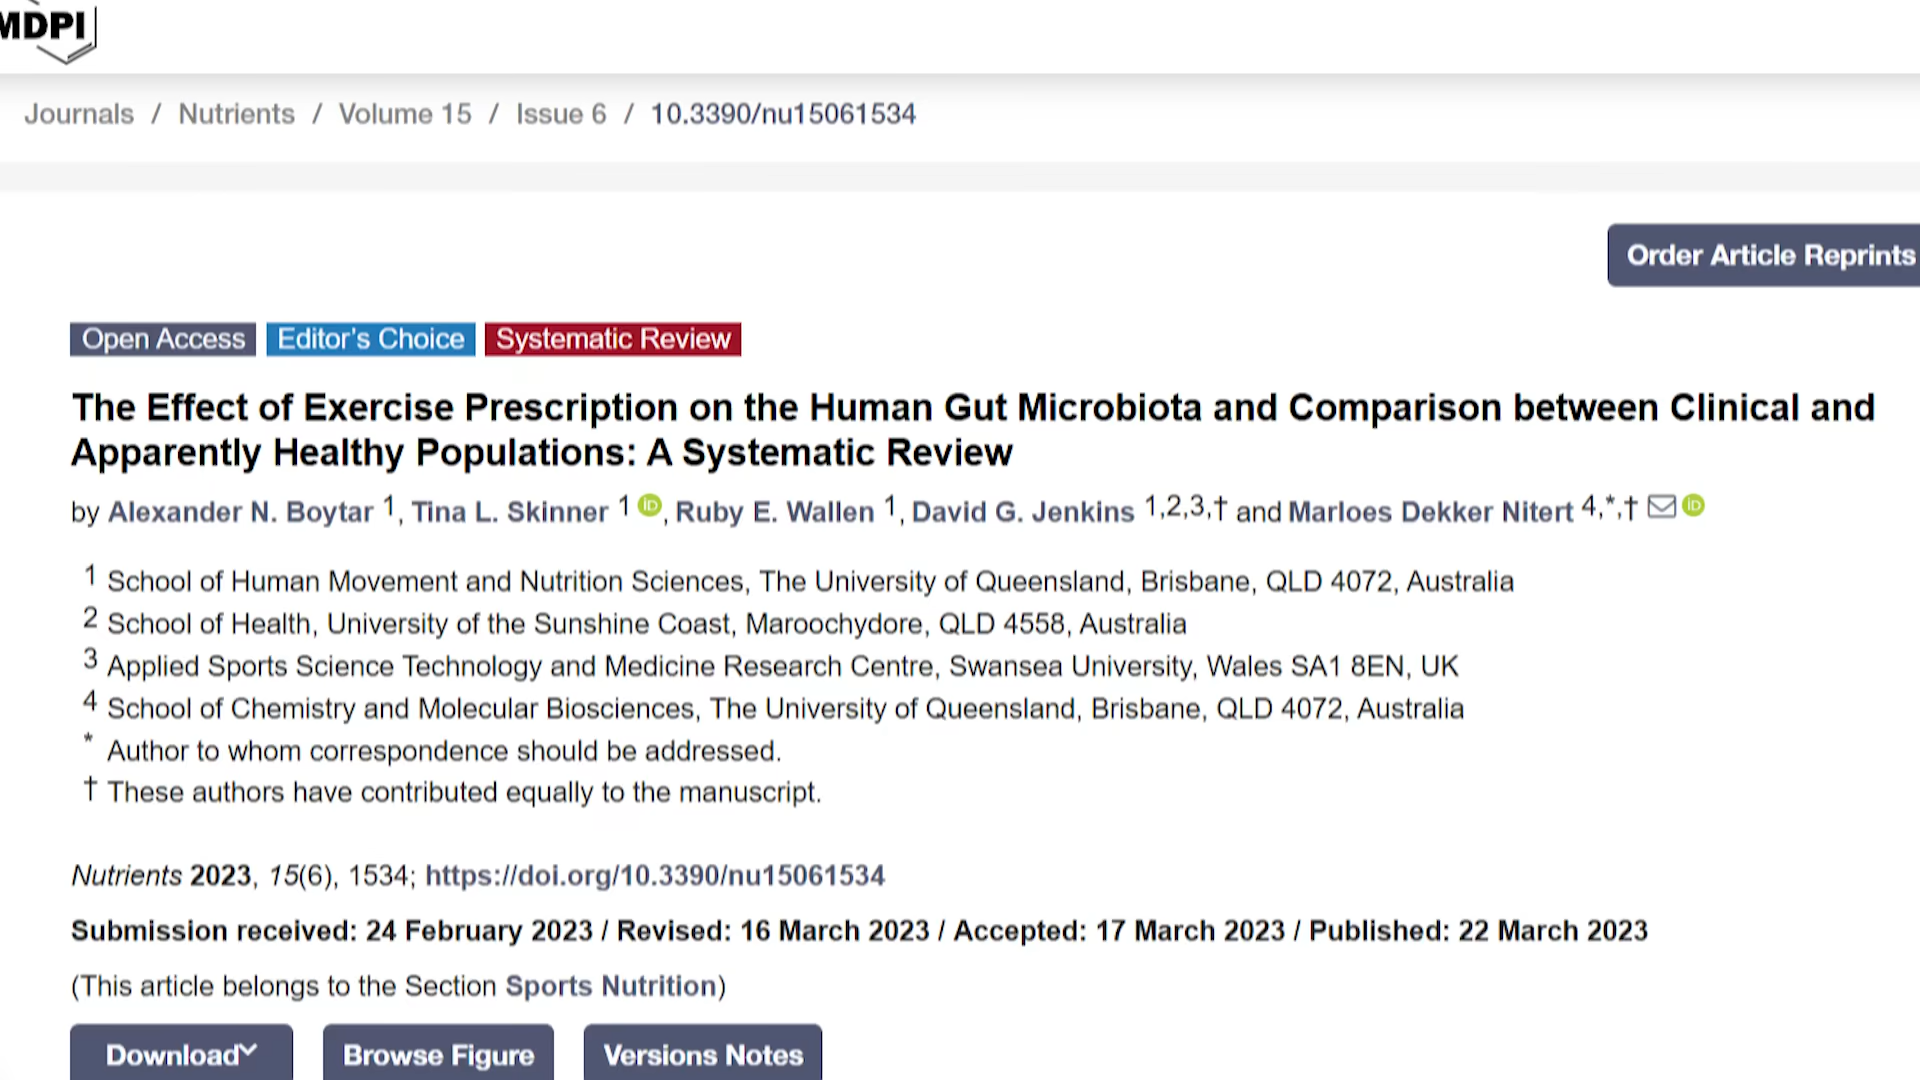 MDPI
Journals / Nutrients / Volume 15 / Issue 6 / 10.3390/nu15061534
Order Article Reprints
Open Access Editor's Choice Systematic Review
The Effect of Exercise Prescription on the Human Gut Microbiota and Comparison between Clinical and
Apparently Healthy Populations: A Systematic Review
by Alexander N. Boytar 1, Tina L. Skinner 1 iD, Ruby E. Wallen 1, David G. Jenkins 1,2,3,† and Marloes Dekker Nitert 4,*,† iD
1 School of Human Movement and Nutrition Sciences, The University of Queensland, Brisbane, QLD 4072, Australia
2 School of Health, University of the Sunshine Coast, Maroochydore, QLD 4558, Australia
3 Applied Sports Science Technology and Medicine Research Centre, Swansea University, Wales SA1 8EN, UK
4 School of Chemistry and Molecular Biosciences, The University of Queensland, Brisbane, QLD 4072, Australia
* Author to whom correspondence should be addressed.
† These authors have contributed equally to the manuscript.
Nutrients 2023, 15(6), 1534; https://doi.org/10.3390/nu15061534
Submission received: 24 February 2023 / Revised: 16 March 2023 / Accepted: 17 March 2023 / Published: 22 March 2023
(This article belongs to the Section Sports Nutrition)
Download Browse Figure Versions Notes